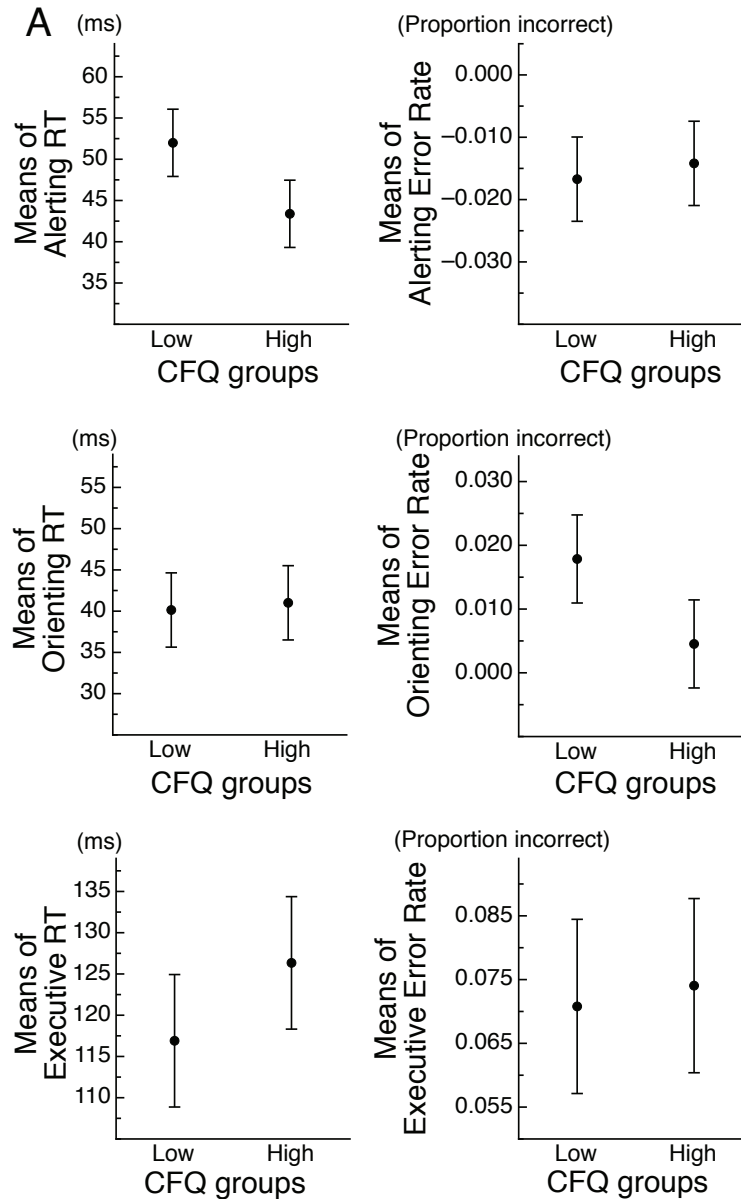 A
(ms)
60
55
50
45
40
35
Means of
Alerting RT
Low
High
CFQ groups
(Proportion incorrect)
0.000
−0.010
−0.020
−0.030
Means of
Alerting Error Rate
Low
High
CFQ groups
(ms)
55
50
45
40
35
30
Means of
Orienting RT
Low
High
CFQ groups
(Proportion incorrect)
0.030
0.020
0.010
0.000
Means of
Orienting Error Rate
Low
High
CFQ groups
(ms)
135
130
125
120
115
110
Means of
Executive RT
Low
High
CFQ groups
(Proportion incorrect)
0.085
0.075
0.065
0.055
Means of
Executive Error Rate
Low
High
CFQ groups